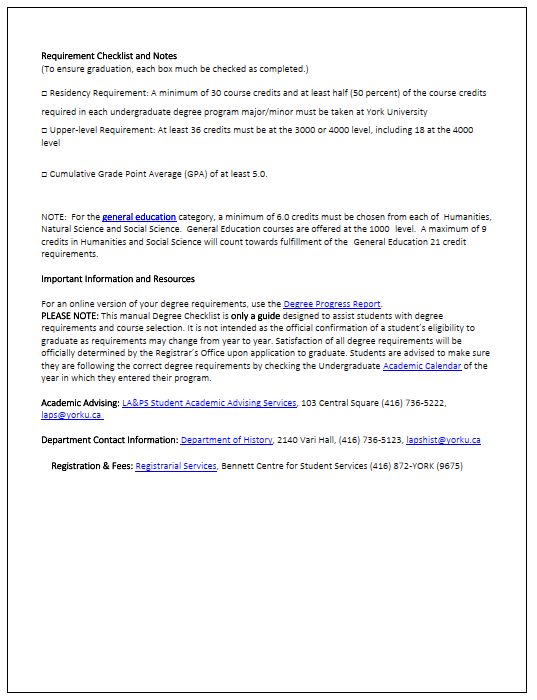 Requirement Checklist and Notes
(To ensure graduation, each box much be checked as completed.)
□ Residency Requirement: A minimum of 30 course credits and at least half (50 percent) of the course credits
required in each undergraduate degree program major/minor must be taken at York University
□ Upper-level Requirement: At least 36 credits must be at the 3000 or 4000 level, including 18 at the 4000
level
□ Cumulative Grade Point Average (GPA) of at least 5.0.
NOTE: For the general education category, a minimum of 6.0 credits must be chosen from each of Humanities,
Natural Science and Social Science. General Education courses are offered at the 1000 level. A maximum of 9
credits in Humanities and Social Science will count towards fulfillment of the General Education 21 credit
requirements.
Important Information and Resources
For an online version of your degree requirements, use the Degree Progress Report.
PLEASE NOTE: This manual Degree Checklist is only a guide designed to assist students with degree
requirements and course selection. It is not intended as the official confirmation of a student's eligibility to
graduate as requirements may change from year to year. Satisfaction of all degree requirements will be
officially determined by the Registrar's Office upon application to graduate. Students are advised to make sure
they are following the correct degree requirements by checking the Undergraduate Academic Calendar of the
year in which they entered their program.
Academic Advising: LA&PS Student Academic Advising Services, 103 Central Square (416) 736-5222,
laps@yorku.ca
Department Contact Information: Department of History, 2140 Vari Hall, (416) 736-5123, lapshist@yorku.ca
Registration & Fees: Registrarial Services, Bennett Centre for Student Services (416) 872-YORK (9675)